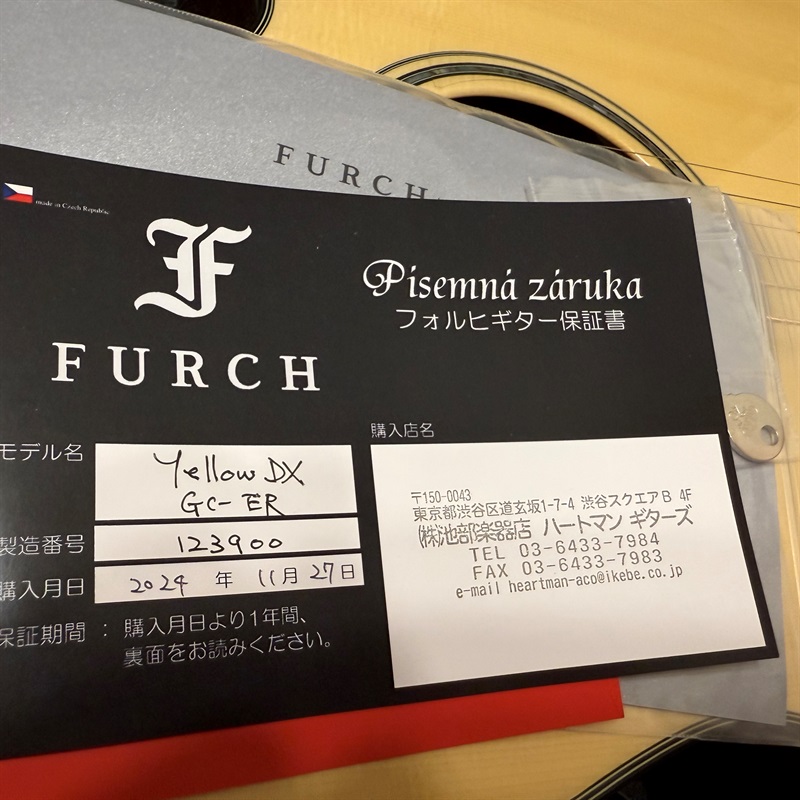 FURCH
made in Czech Republic
F
FURCH
Písemná záruka
フォルヒギター保証書
モデル名
Yellow DX
GC-ER
製造番号
123900
購入月日
2024 年 11月 27日
保証期間 : 購入月日より1年間、
裏面をお読みください。
購入店名
〒150-0043
東京都渋谷区道玄坂1-7-4 渋谷スクエアB 4F
(株)池部楽器店 ハートマン ギターズ
TEL 03-6433-7984
FAX 03-6433-7983
e-mail heartman-aco@ikebe.co.jp